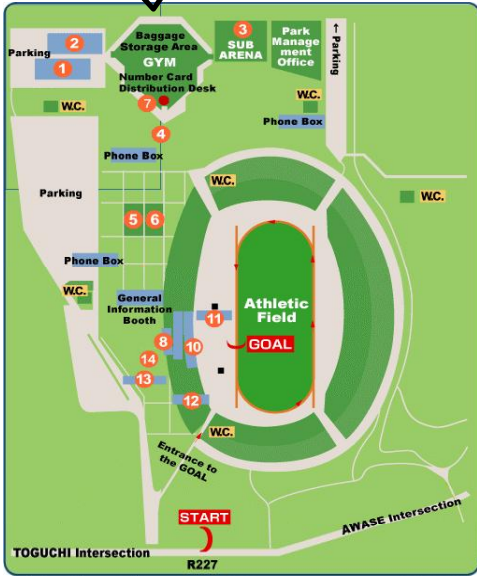 Baggage
Storage Area
GYM
Number Card
Distribution Desk
3
SUB
ARENA
Park
Manage
ment
Office
← Parking
2
Parking
1
7
W.C.
W.C.
Phone Box
4
Phone Box
Parking
W.C.
W.C.
5
6
Phone Box
W.C.
General
Information
Booth
Athletic
Field
11
8
10
GOAL
14
13
12
W.C.
Entrance to
the GOAL
START
AWASE Intersection
TOGUCHI Intersection
R227